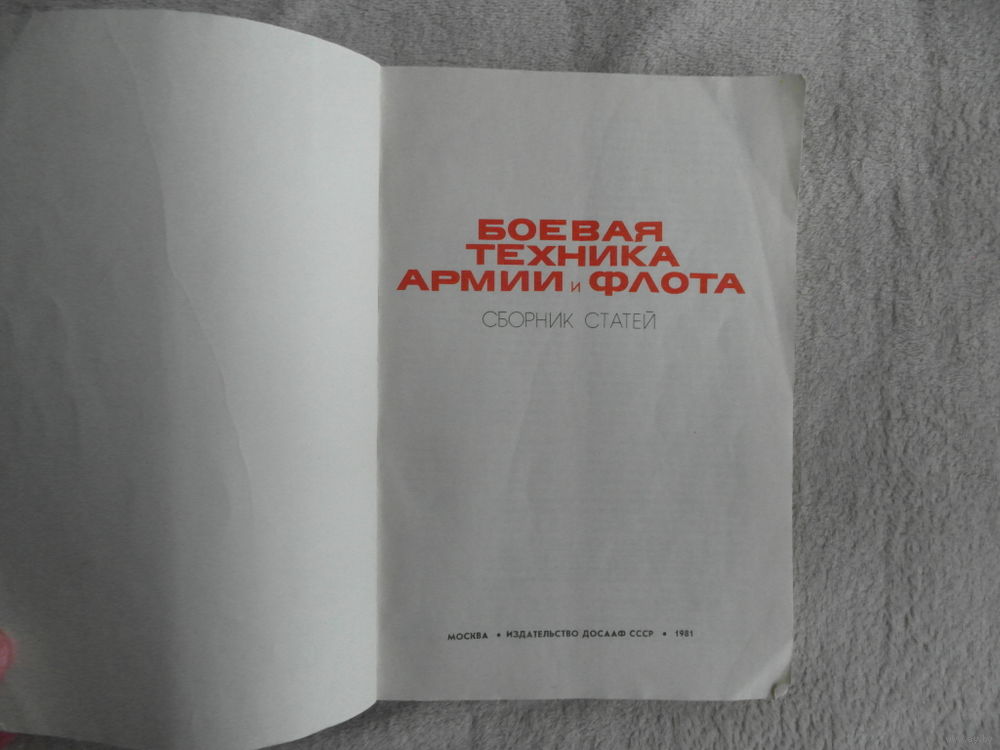 БОЕВАЯ
ТЕХНИКА
АРМИИ и ФЛОТА
СБОРНИК СТАТЕЙ
МОСКВА • ИЗДАТЕЛЬСТВО ДОСААФ СССР • 1981